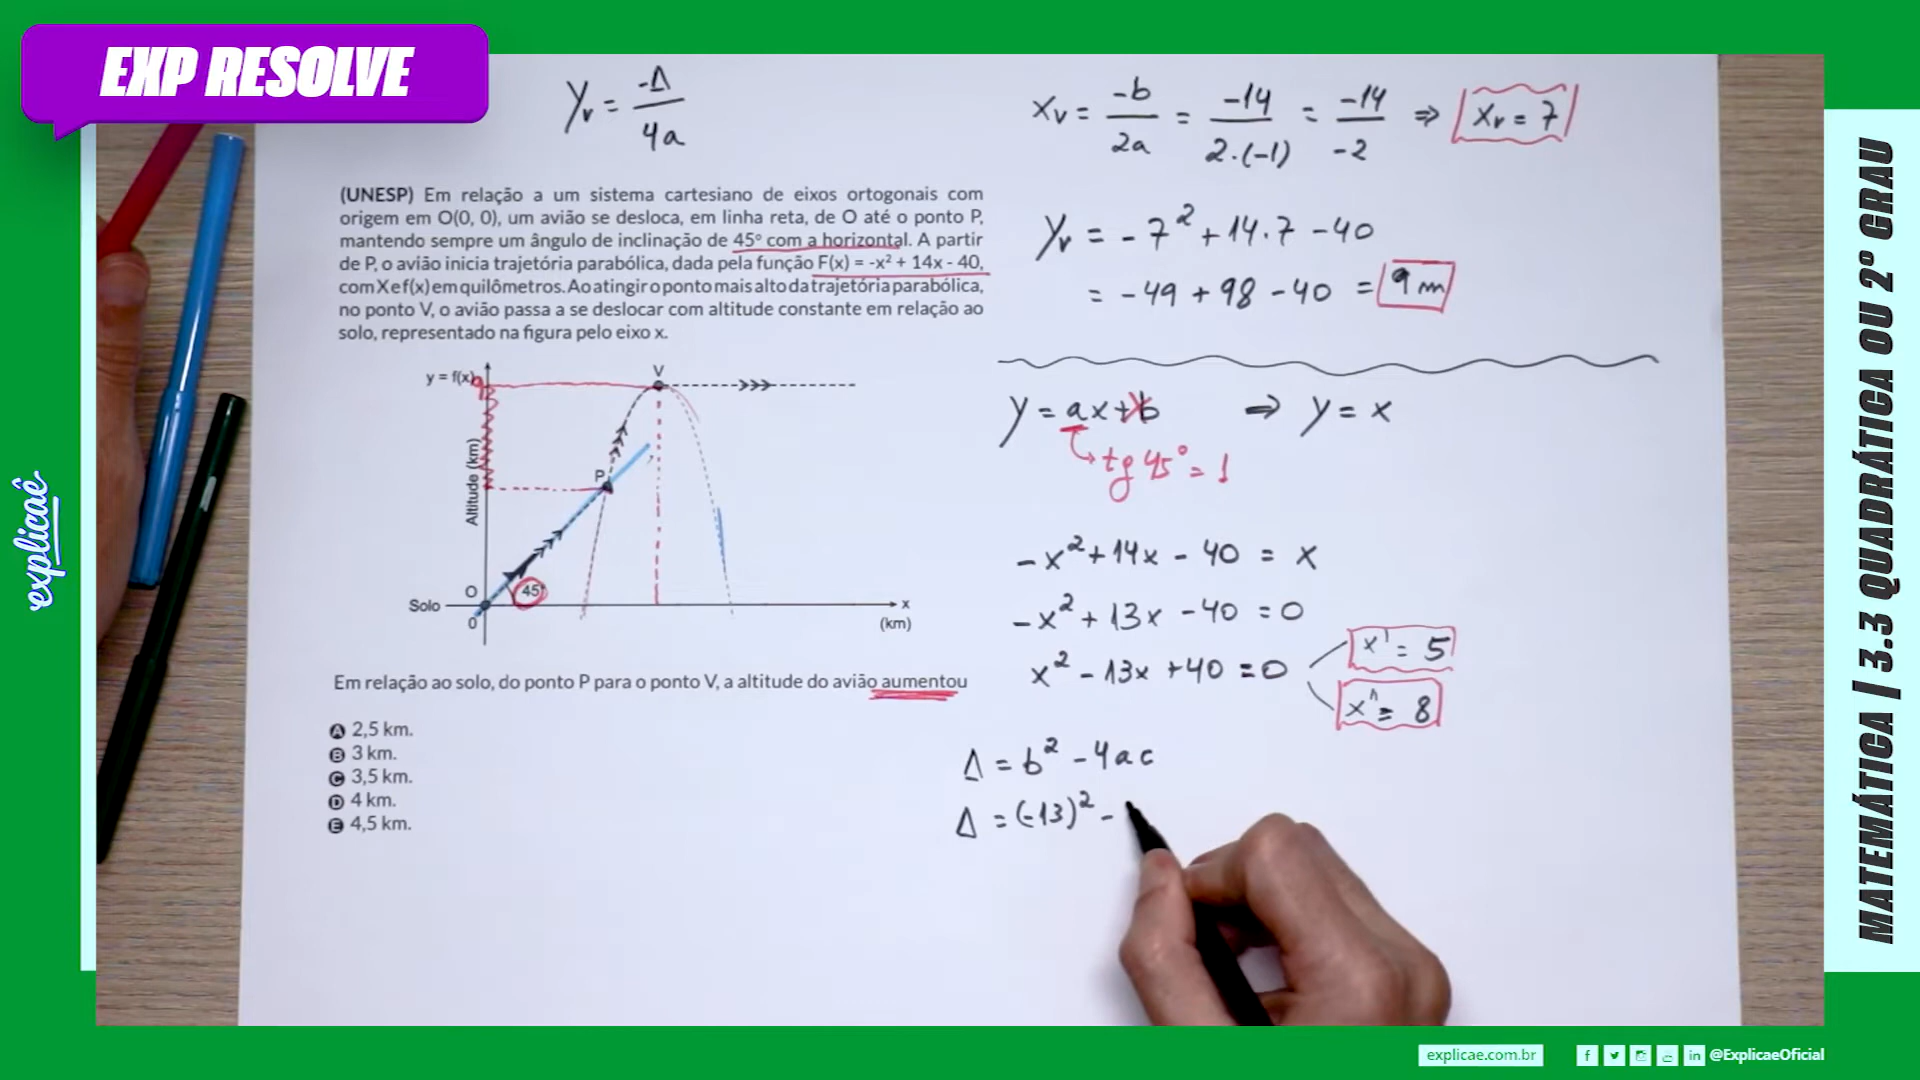 EXP RESOLVE
Yv = -Δ / 4a
(UNESP) Em relação a um sistema cartesiano de eixos ortogonais com
origem em O(0, 0), um avião se desloca, em linha reta, de O até o ponto P,
mantendo sempre um ângulo de inclinação de 45° com a horizontal. A partir
de P, o avião inicia trajetória parabólica, dada pela função F(x) = -x² + 14x - 40,
com X e f(x) em quilômetros. Ao atingir o ponto mais alto da trajetória parabólica,
no ponto V, o avião passa a se deslocar com altitude constante em relação ao
solo, representado na figura pelo eixo x.
y = f(x)
9
V
Altitude (km)
P
O
45°
Solo
0
x
(km)
Em relação ao solo, do ponto P para o ponto V, a altitude do avião aumentou
A 2,5 km.
B 3 km.
C 3,5 km.
D 4 km.
E 4,5 km.
Xv = -b / 2a = -14 / 2.(-1) = -14 / -2 ⇒ Xv = 7
Yv = -7² + 14.7 - 40
= -49 + 98 - 40 = 9 m
y = ax + b ⇒ y = x
tg 45° = 1
-x² + 14x - 40 = x
-x² + 13x - 40 = 0
x² - 13x + 40 = 0
x' = 5
x'' = 8
Δ = b² - 4ac
Δ = (-13)² -
explicaê
MATEMÁTICA | 3.3 QUADRÁTICA OU 2º GRAU
explicae.com.br
@ExplicaeOficial